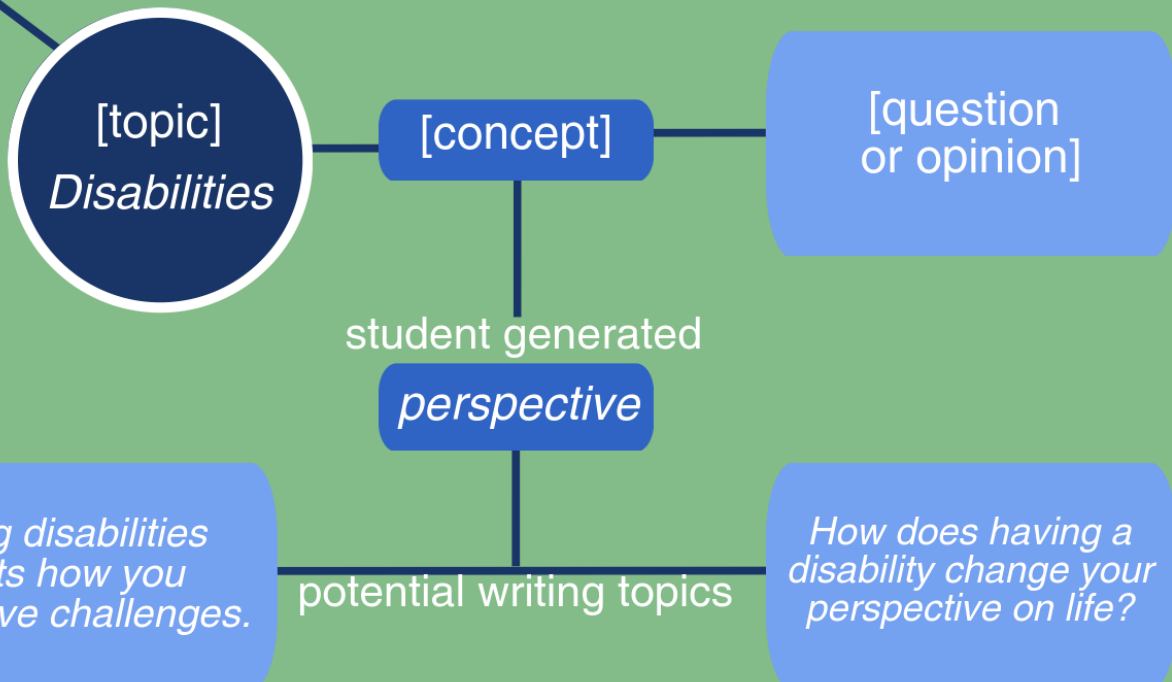 [topic]
Disabilities
[concept]
[question
or opinion]
student generated
perspective
disabilities
how you
challenges.
potential writing topics
How does having a
disability change your
perspective on life?